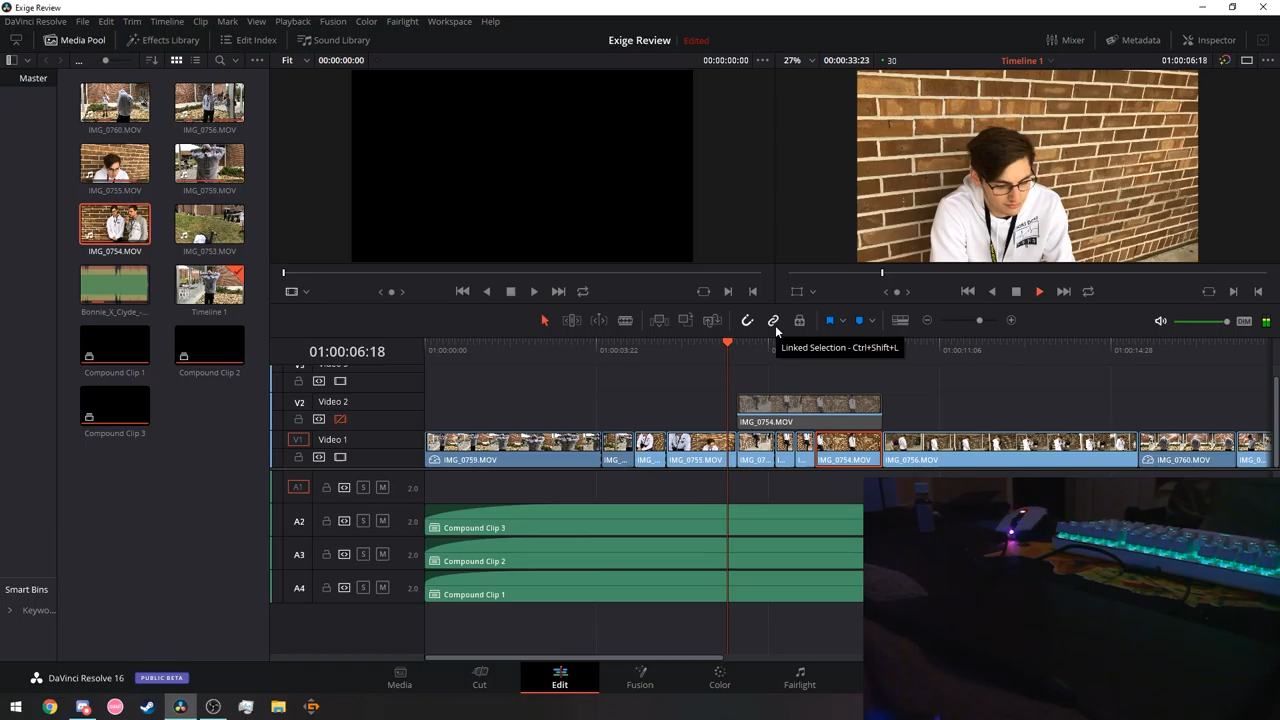 Exige Review
DaVinci Resolve File Edit Trim Timeline Clip Mark View Playback Fusion Color Fairlight Workspace Help
Media Pool Effects Library Edit Index Sound Library Exige Review Edited Mixer Metadata Inspector
... Fit 00:00:00:00 00:00:00:00 ••• 27% 00:00:33:23 • 30 Timeline 1 01:00:06:18 •••
Master
IMG_0760.MOV IMG_0756.MOV
IMG_0755.MOV IMG_0759.MOV
IMG_0754.MOV IMG_0753.MOV
Bonnie_X_Clyde_- Timeline 1
Compound Clip 1 Compound Clip 2
Compound Clip 3
DIM
Linked Selection - Ctrl+Shift+L
01:00:06:18 01:00:00:00 01:00:03:22 01:00:11:06 01:00:14:28
V2 Video 2
IMG_0754.MOV
V1 Video 1
IMG_0759.MOV IMG_... IMG_... IMG_0755.MOV IMG_07... I... I... IMG_0754.MOV IMG_0756.MOV IMG_0760.MOV IMG_0...
A1 S M 2.0
A2 S M 2.0 Compound Clip 3
A3 S M 2.0 Compound Clip 2
A4 S M 2.0 Compound Clip 1
Smart Bins
Keywo...
DaVinci Resolve 16 PUBLIC BETA
Media Cut Edit Fusion Color Fairlight